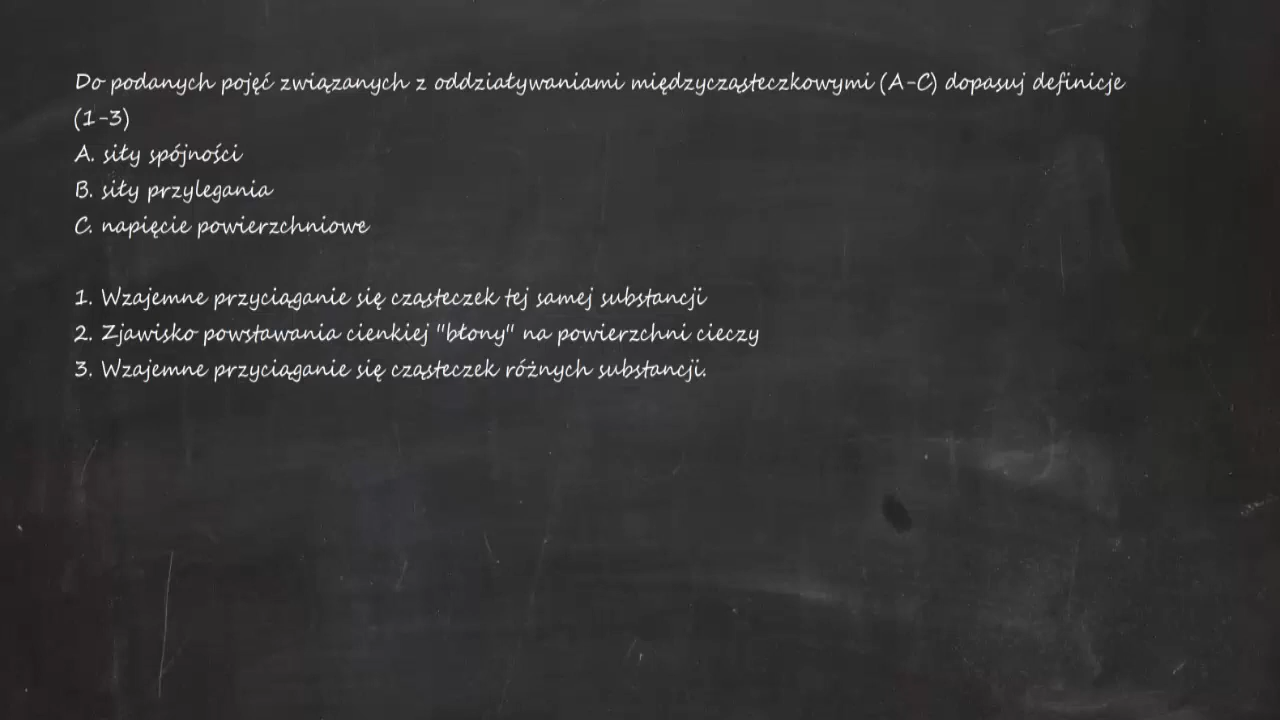 Do podanych pojęć związanych z oddziaływaniami międzycząsteczkowymi (A-C) dopasuj definicje
(1-3)
A. siły spójności
B. siły przylegania
C. napięcie powierzchniowe
1. Wzajemne przyciąganie się cząsteczek tej samej substancji
2. Zjawisko powstawania cienkiej "błony" na powierzchni cieczy
3. Wzajemne przyciąganie się cząsteczek różnych substancji.